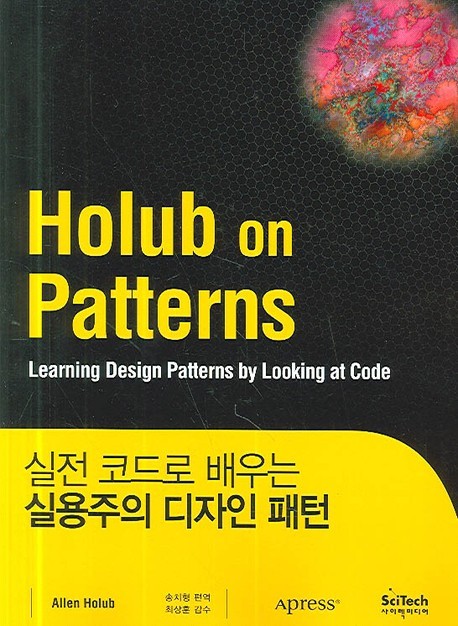 Holub on
Patterns
Learning Design Patterns by Looking at Code
실전 코드로 배우는
실용주의 디자인 패턴
Allen Holub
송치형 편역
최상훈 감수
Apress®
SciTech
사이텍미디어